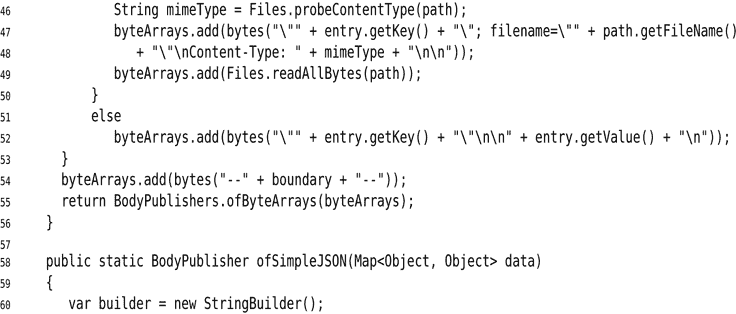 46                String mimeType = Files.probeContentType(path);
47                byteArrays.add(bytes("\"" + entry.getKey() + "\"; filename=\"" + path.getFileName()
48                   + "\"\nContent-Type: " + mimeType + "\n\n"));
49                byteArrays.add(Files.readAllBytes(path));
50             }
51             else
52                byteArrays.add(bytes("\"" + entry.getKey() + "\"\n\n" + entry.getValue() + "\n"));
53         }
54         byteArrays.add(bytes("--" + boundary + "--"));
55         return BodyPublishers.ofByteArrays(byteArrays);
56       }
57
58       public static BodyPublisher ofSimpleJSON(Map<Object, Object> data)
59       {
60          var builder = new StringBuilder();